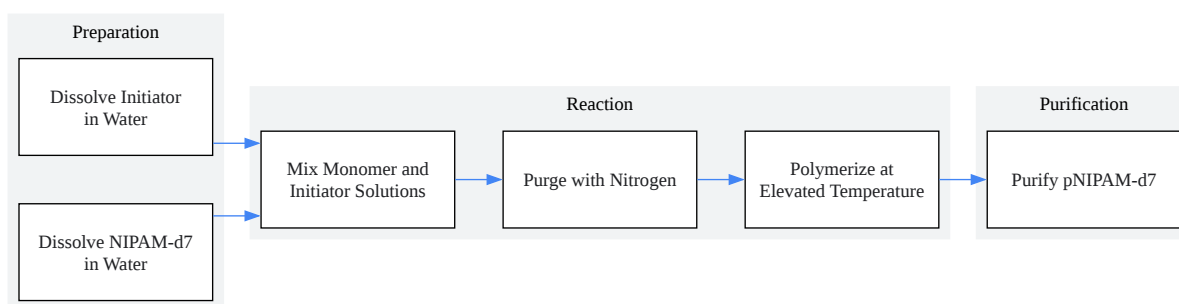 Preparation
Dissolve Initiator
in Water
Dissolve NIPAM-d7
in Water
Reaction
Mix Monomer and
Initiator Solutions
Purge with Nitrogen
Polymerize at
Elevated Temperature
Purification
Purify pNIPAM-d7